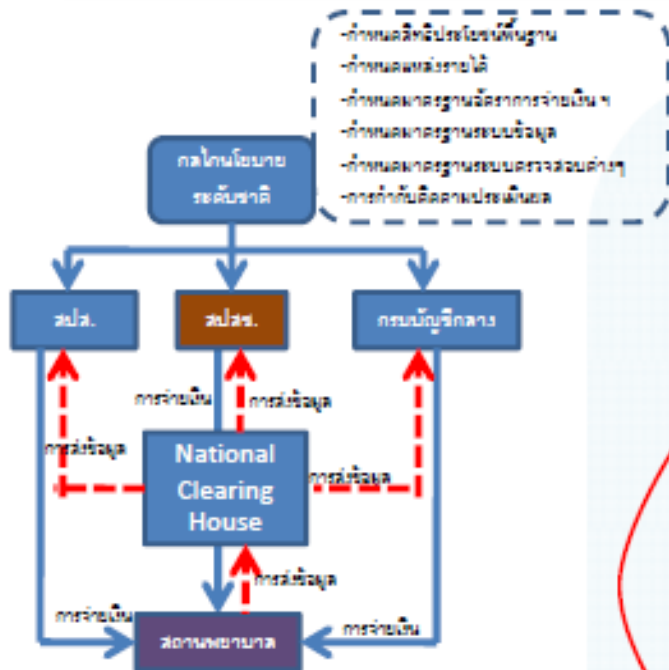 -กำหนดสิทธิประโยชน์พื้นฐาน
-กำหนดแหล่งรายได้
-กำหนดมาตรฐานอัตราการจ่ายเงิน ฯ
-กำหนดมาตรฐานระบบข้อมูล
-กำหนดมาตรฐานระบบตรวจสอบต่างๆ
-การกำกับติดตามประเมินผล
กลไกนโยบาย
ระดับชาติ
สปส.
สปสช.
กรมบัญชีกลาง
การจ่ายเงิน
การส่งข้อมูล
การส่งข้อมูล
National
Clearing
House
การส่งข้อมูล
การส่งข้อมูล
การจ่ายเงิน
สถานพยาบาล
การจ่ายเงิน